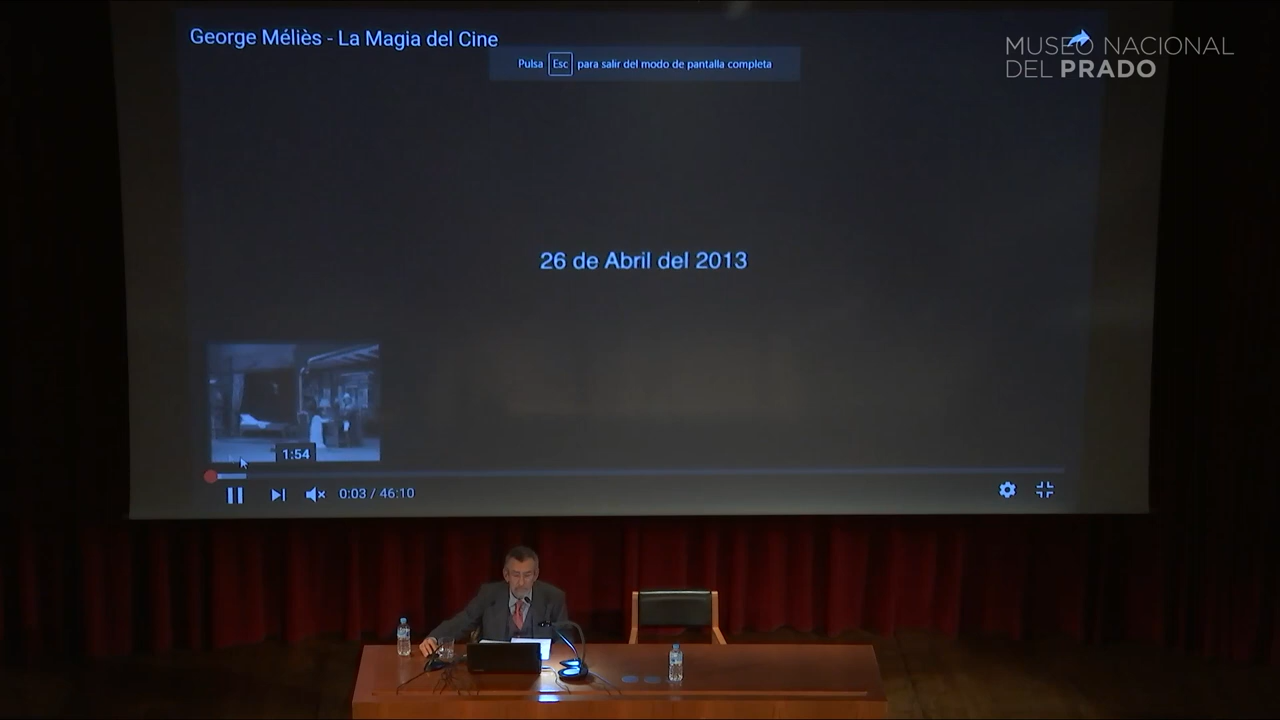 George Méliès - La Magia del Cine
Pulsa Esc para salir del modo de pantalla completa
MUSEO NACIONAL
DEL PRADO
26 de Abril del 2013
1:54
0:03 / 46:10